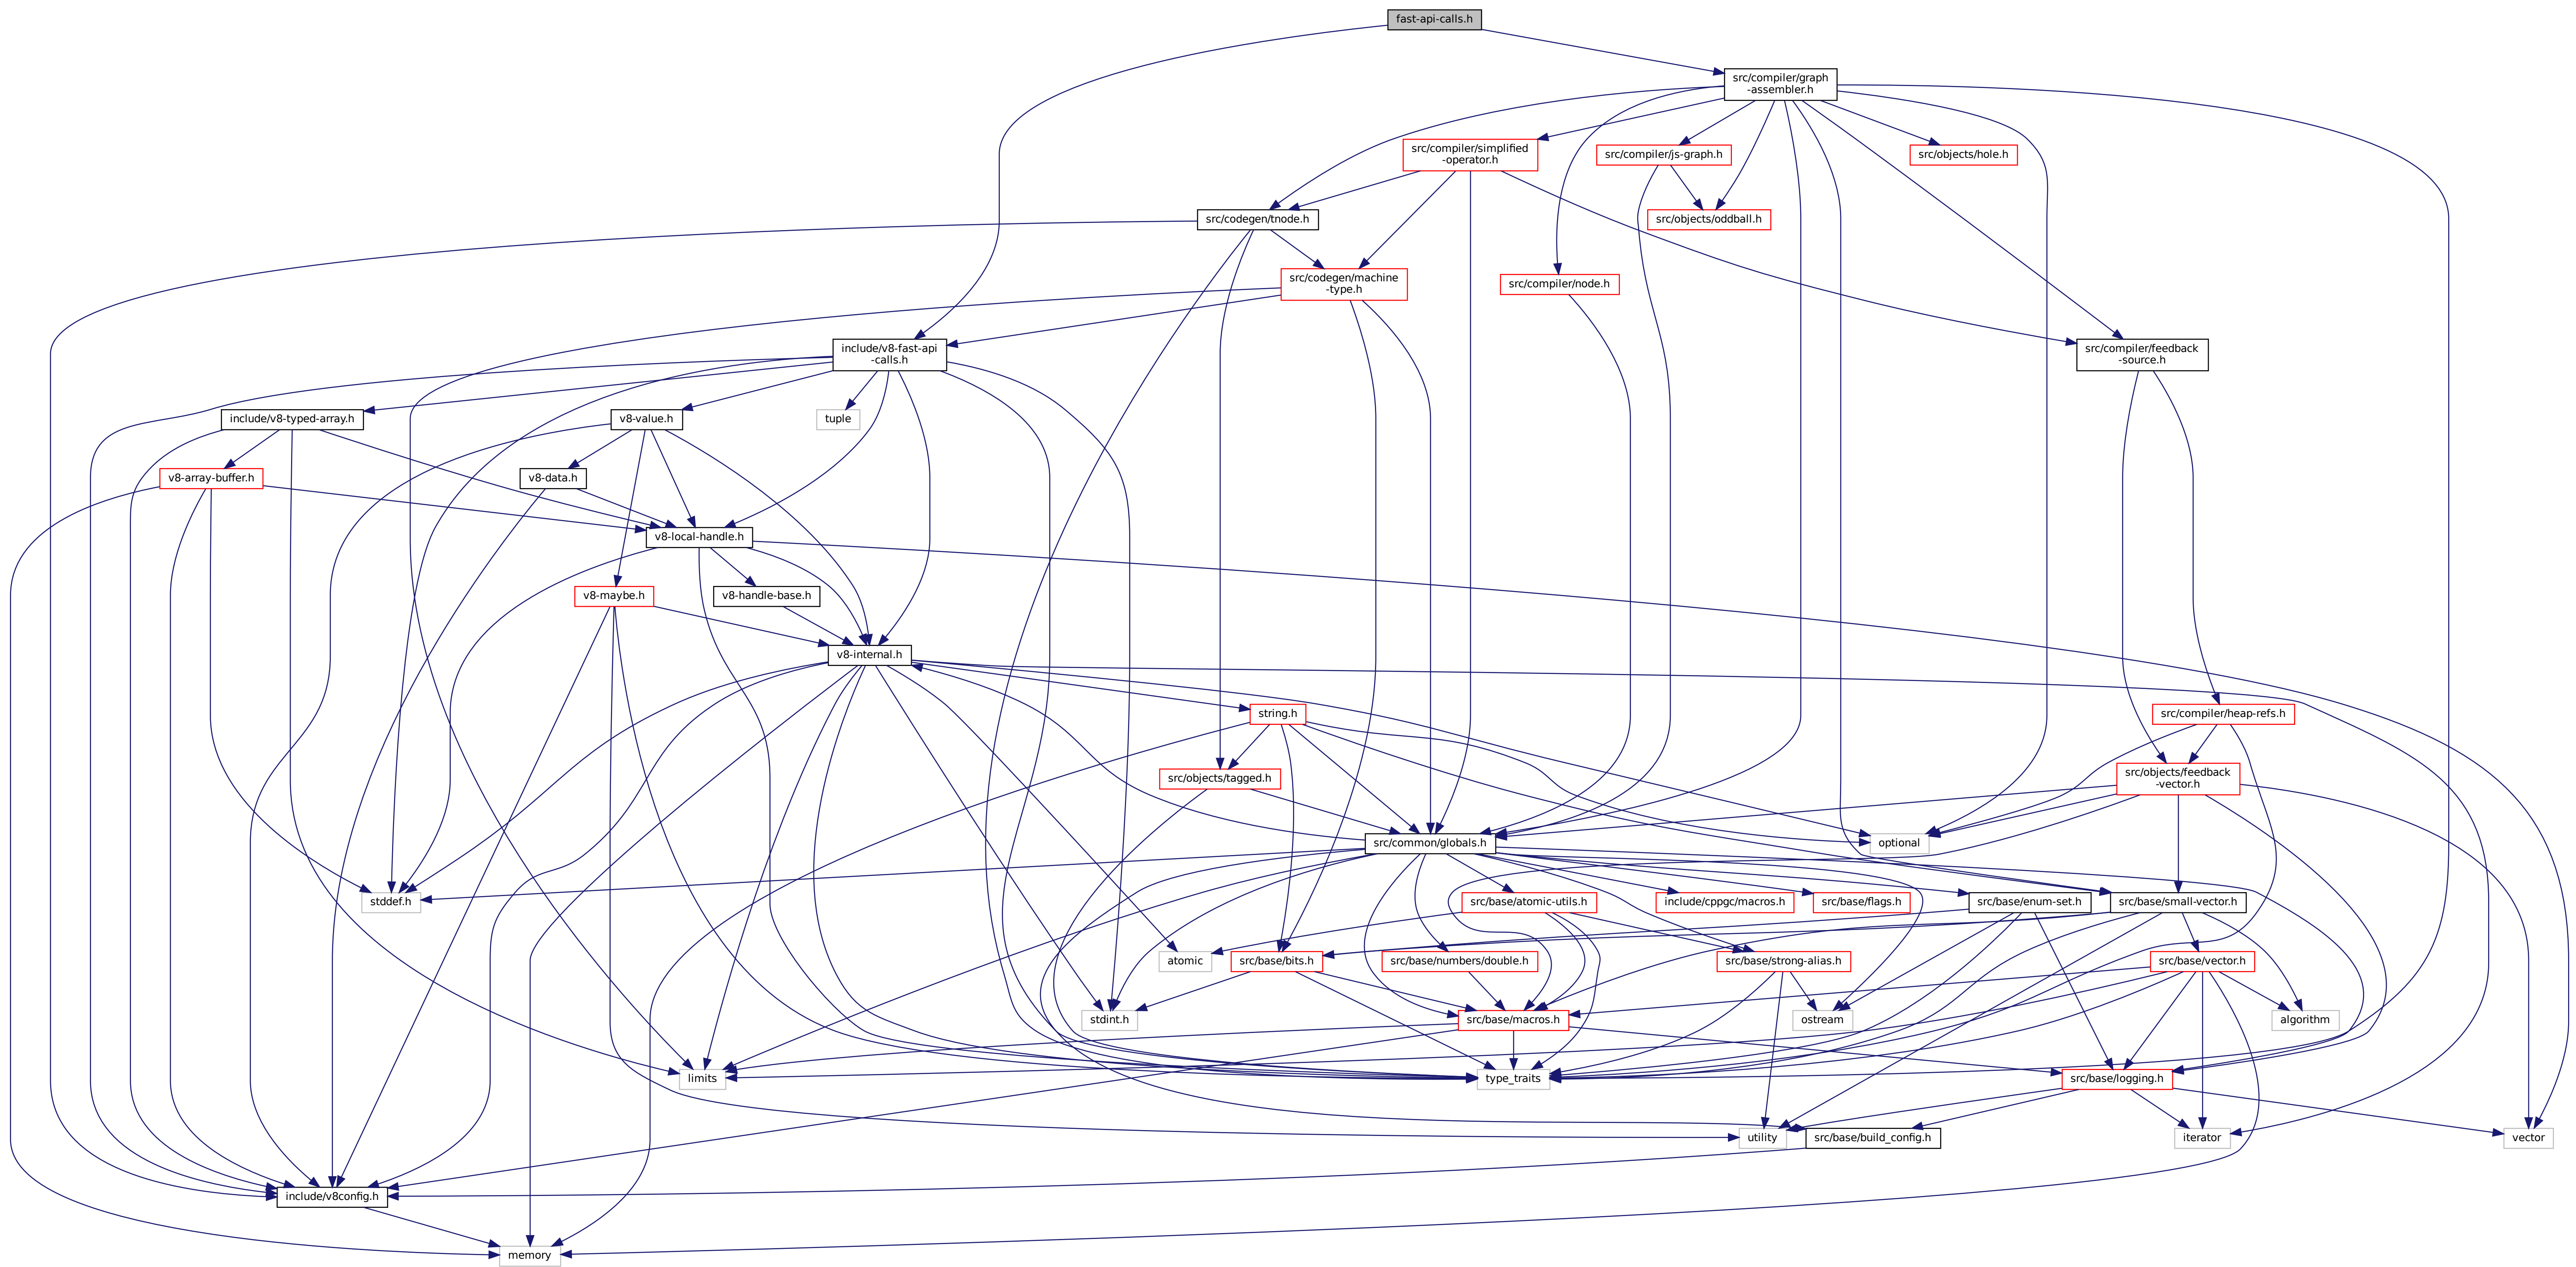 fast-api-calls.h
src/compiler/graph
-assembler.h
src/compiler/simplified
-operator.h
src/compiler/js-graph.h
src/objects/hole.h
src/codegen/tnode.h
src/objects/oddball.h
src/codegen/machine
-type.h
src/compiler/node.h
include/v8-fast-api
-calls.h
src/compiler/feedback
-source.h
include/v8-typed-array.h
v8-value.h
tuple
v8-array-buffer.h
v8-data.h
v8-local-handle.h
v8-maybe.h
v8-handle-base.h
v8-internal.h
string.h
src/compiler/heap-refs.h
src/objects/tagged.h
src/objects/feedback
-vector.h
src/common/globals.h
optional
stddef.h
src/base/atomic-utils.h
include/cppgc/macros.h
src/base/flags.h
src/base/enum-set.h
src/base/small-vector.h
atomic
src/base/bits.h
src/base/numbers/double.h
src/base/strong-alias.h
src/base/vector.h
stdint.h
src/base/macros.h
ostream
algorithm
limits
type_traits
src/base/logging.h
utility
src/base/build_config.h
iterator
vector
include/v8config.h
memory